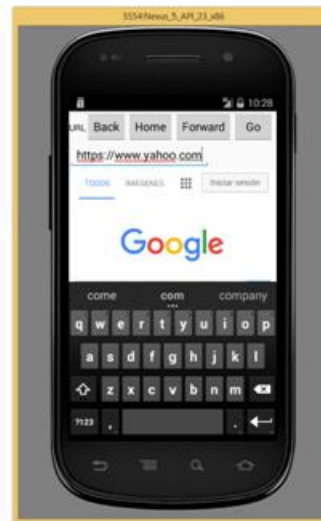 5554:Nexus_5_API_23_x86
10:28
URL Back Home Forward Go
https://www.yahoo.com
TODOS IMÁGENES Iniciar sesión
Google
come com company
q w e r t y u i o p
a s d f g h j k l
z x c v b n m
?123 , .